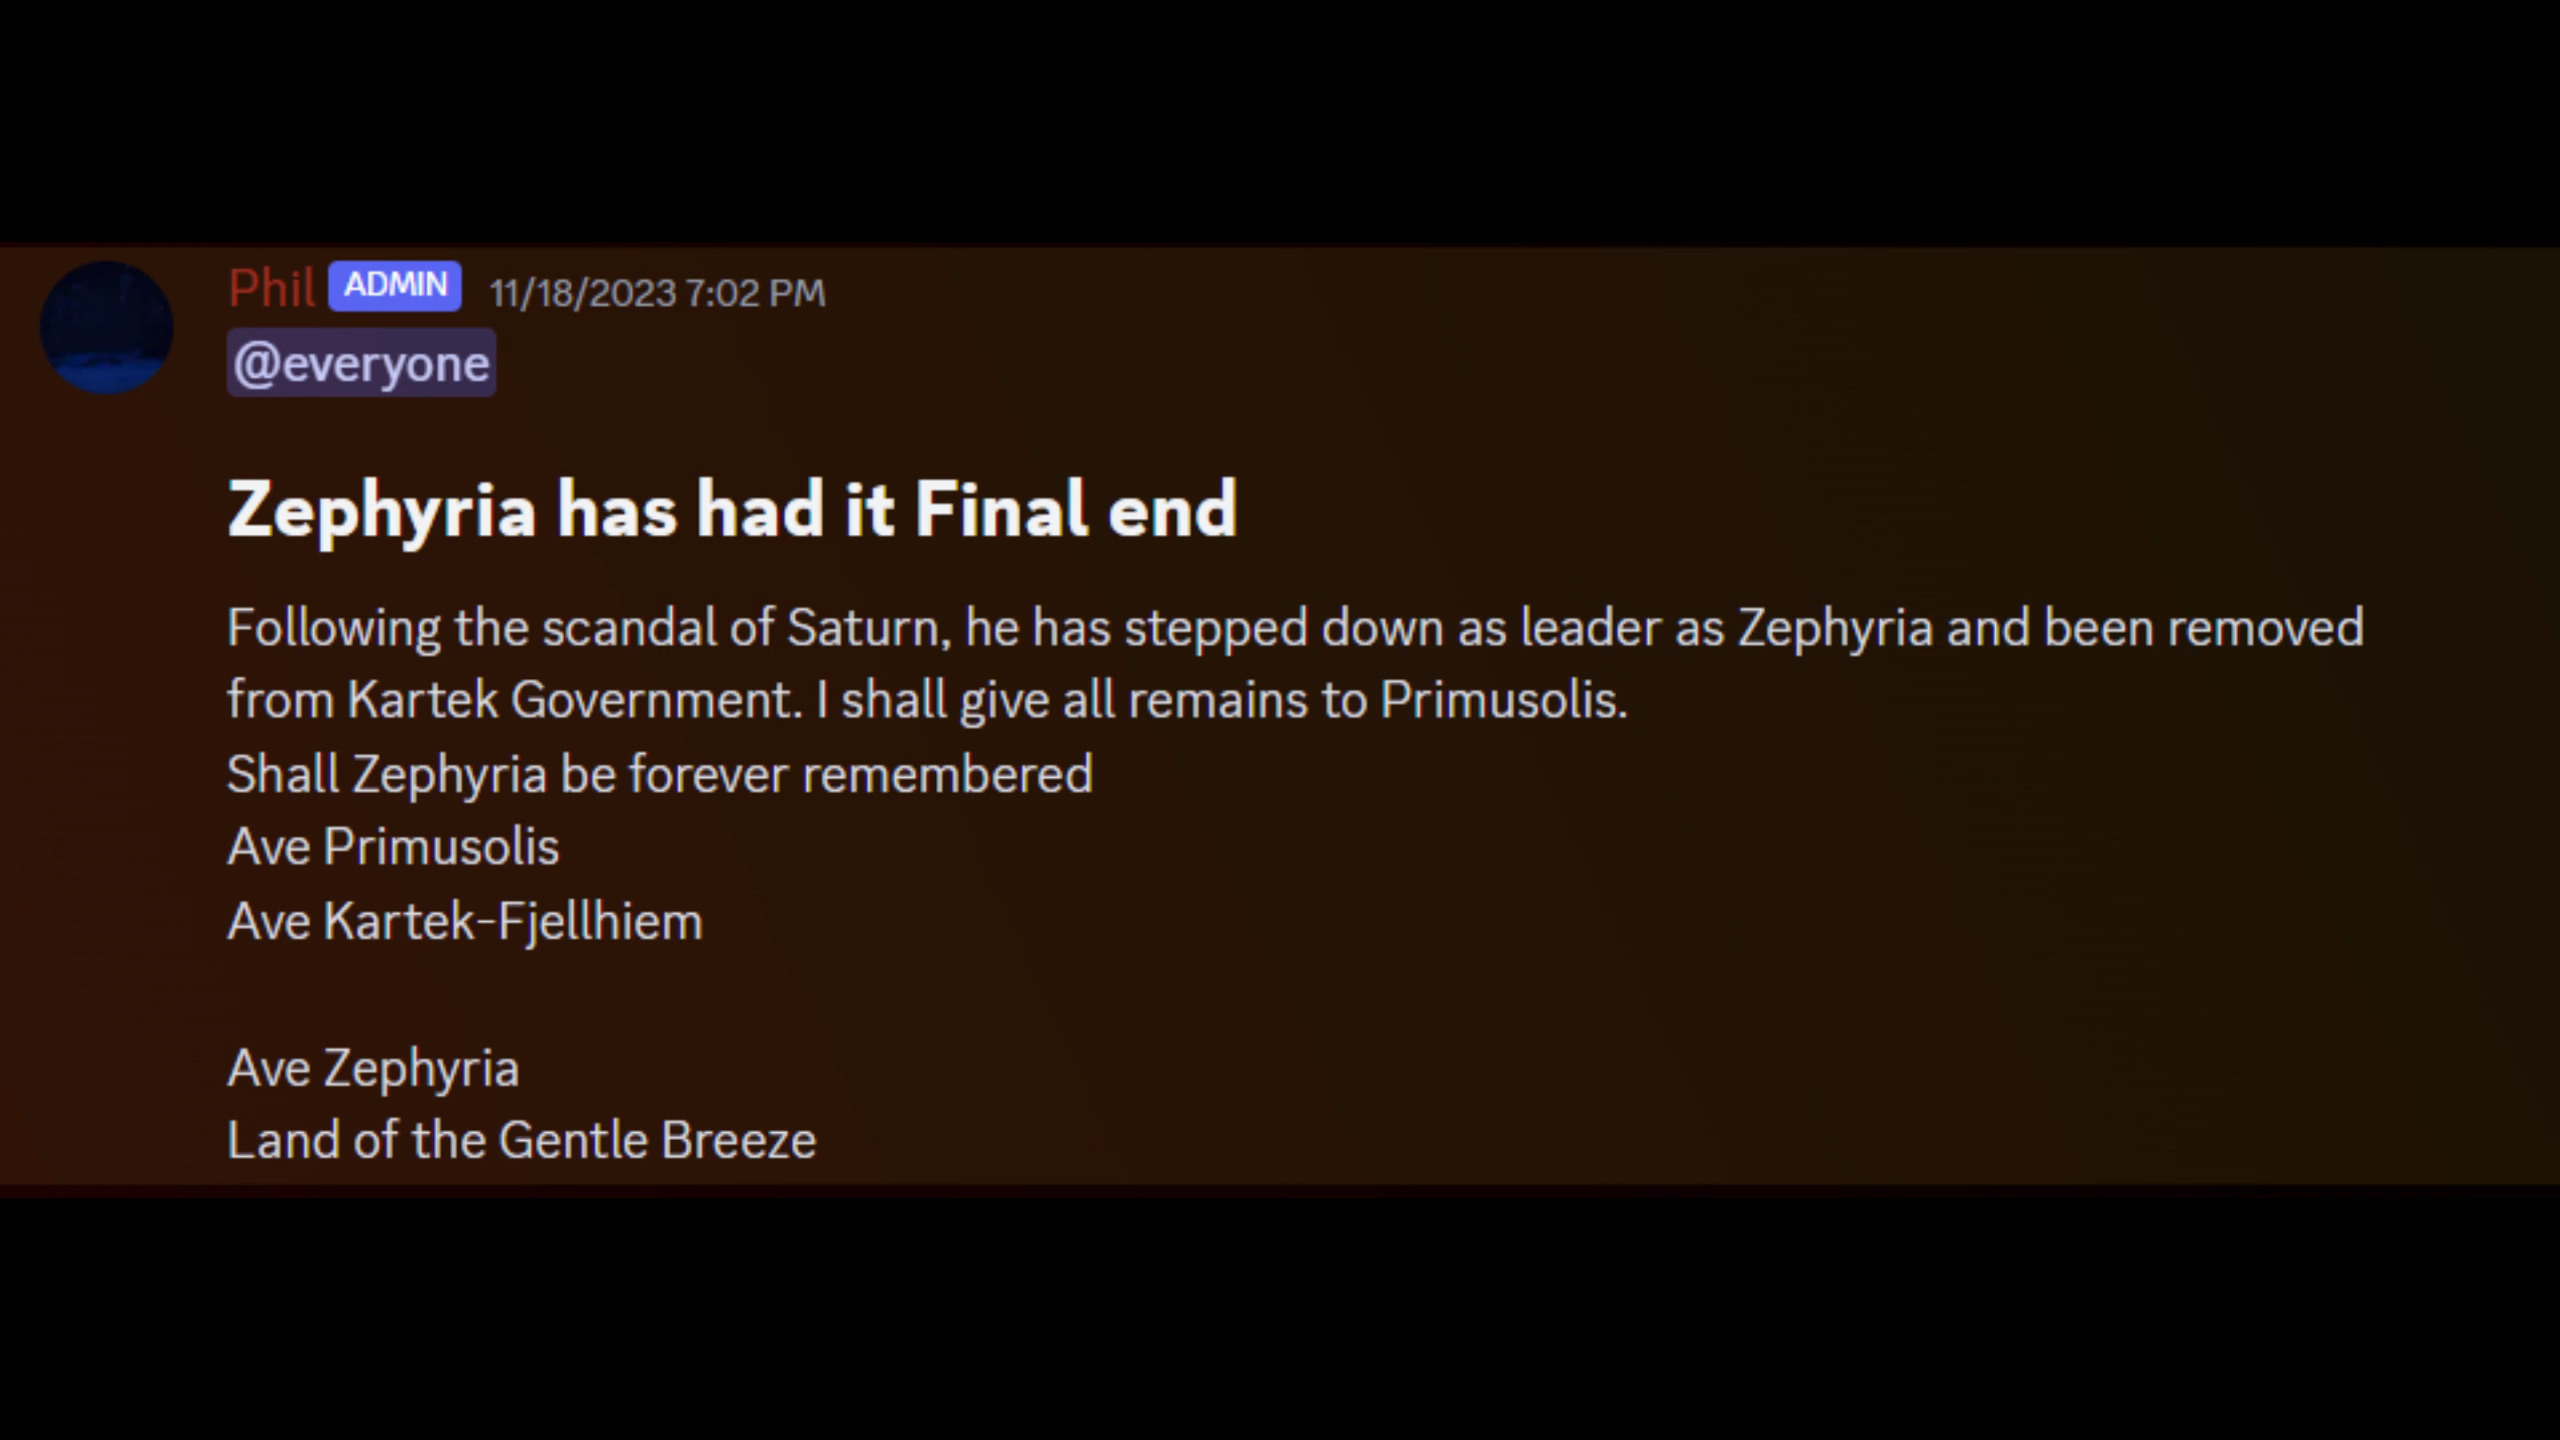 Phil ADMIN 11/18/2023 7:02 PM
@everyone
Zephyria has had it Final end
Following the scandal of Saturn, he has stepped down as leader as Zephyria and been removed
from Kartek Government. I shall give all remains to Primusolis.
Shall Zephyria be forever remembered
Ave Primusolis
Ave Kartek-Fjellhiem
Ave Zephyria
Land of the Gentle Breeze